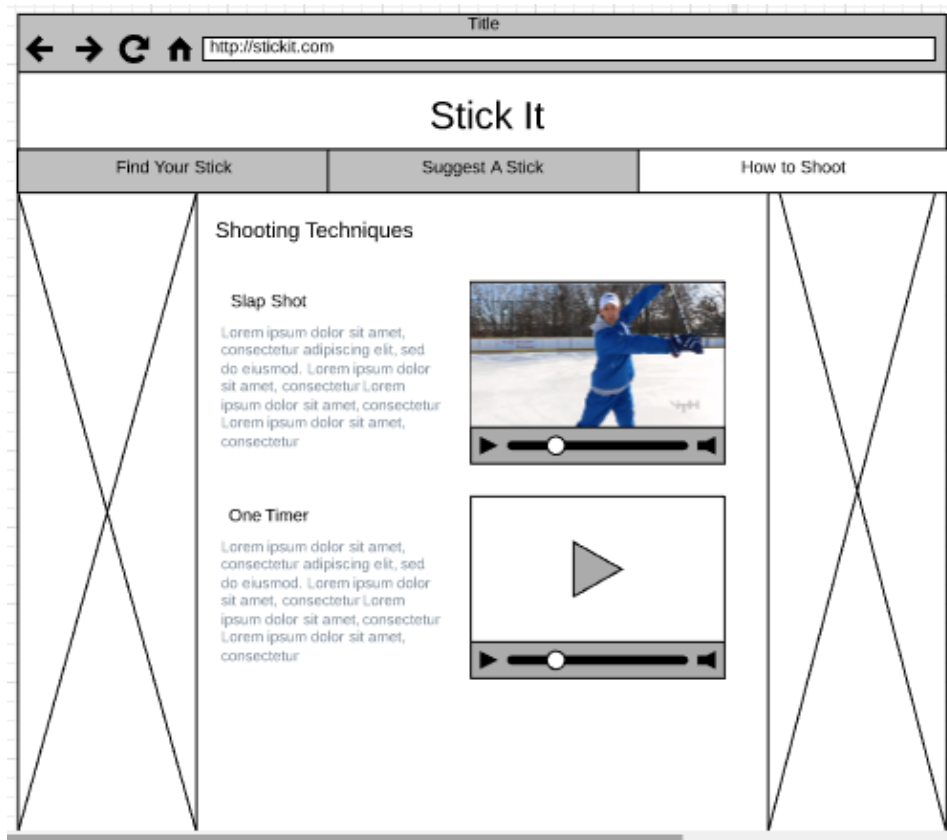 Title
http://stickit.com
Stick It
Find Your Stick
Suggest A Stick
How to Shoot
Shooting Techniques
Slap Shot
Lorem ipsum dolor sit amet,
consectetur adipiscing elit, sed
do eiusmod. Lorem ipsum dolor
sit amet, consectetur Lorem
ipsum dolor sit amet, consectetur
Lorem ipsum dolor sit amet,
consectetur
One Timer
Lorem ipsum dolor sit amet,
consectetur adipiscing elit, sed
do eiusmod. Lorem ipsum dolor
sit amet, consectetur Lorem
ipsum dolor sit amet, consectetur
Lorem ipsum dolor sit amet,
consectetur